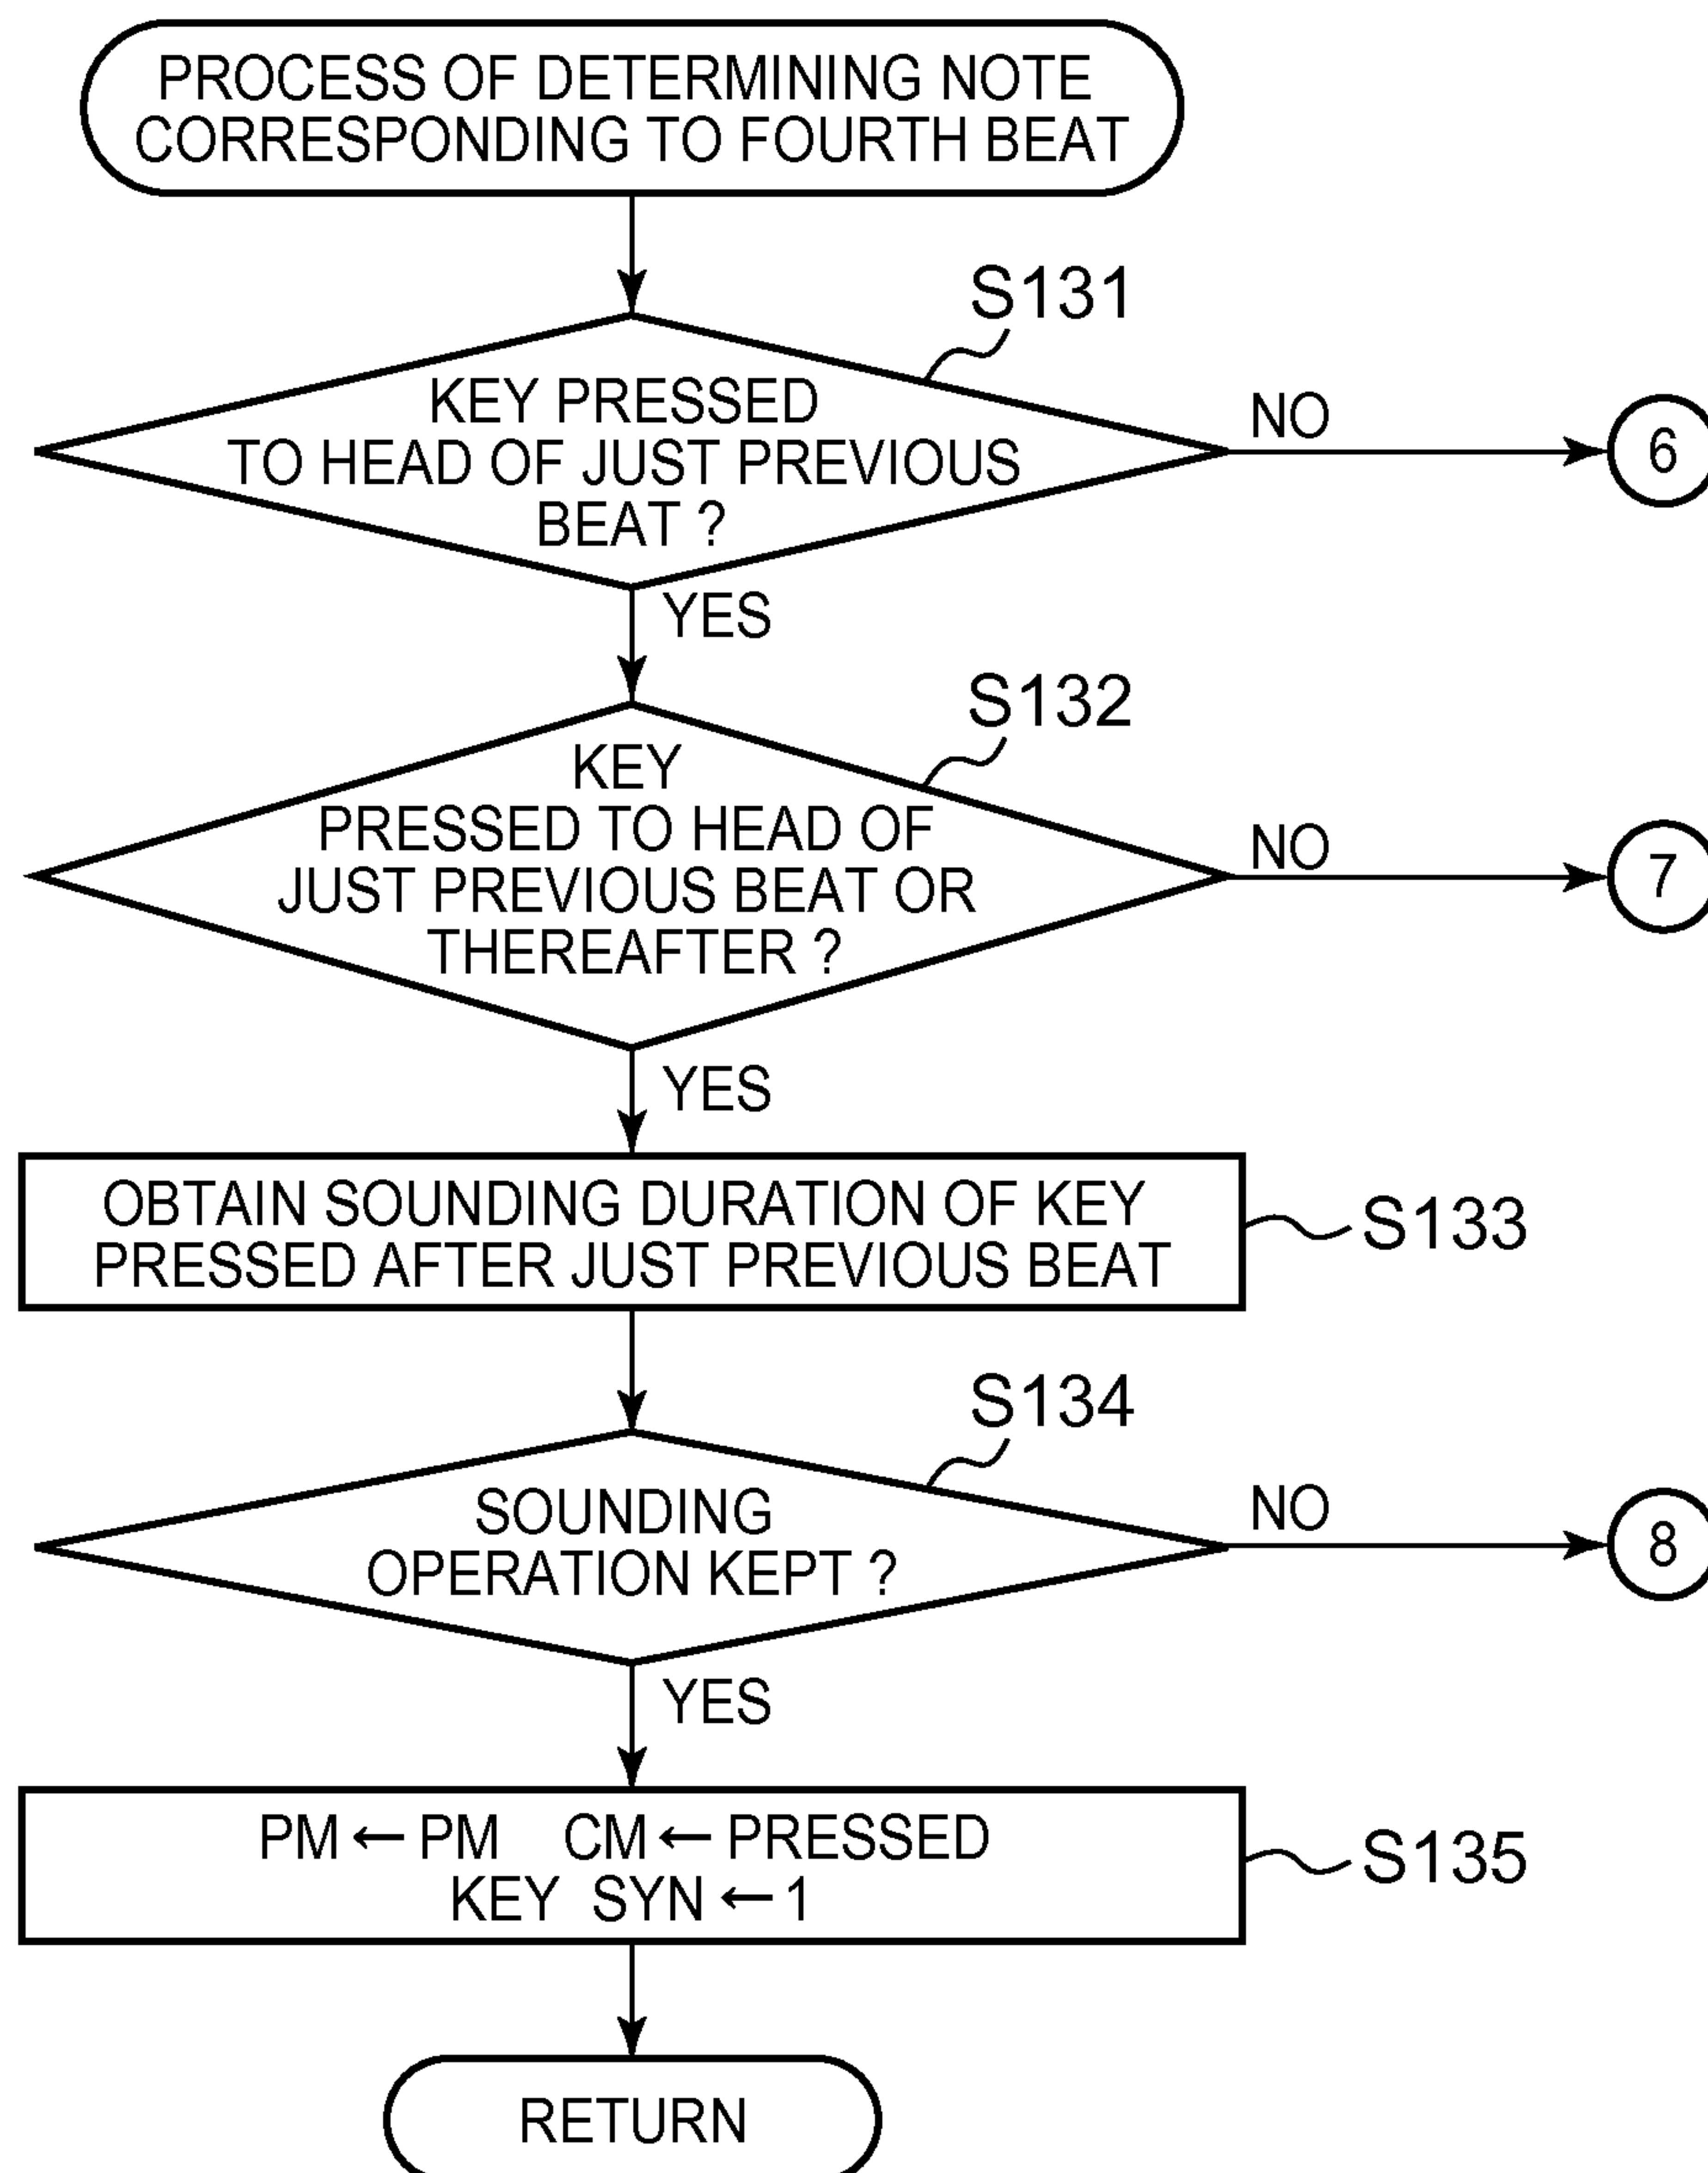 PROCESS OF DETERMINING NOTE
CORRESPONDING TO FOURTH BEAT
S131
KEY PRESSED
TO HEAD OF JUST PREVIOUS
BEAT ?
NO
6
YES
S132
KEY
PRESSED TO HEAD OF
JUST PREVIOUS BEAT OR
THEREAFTER ?
NO
7
YES
OBTAIN SOUNDING DURATION OF KEY
PRESSED AFTER JUST PREVIOUS BEAT
S133
S134
SOUNDING
OPERATION KEPT ?
NO
8
YES
PM ← PM CM ← PRESSED
KEY SYN ← 1
S135
RETURN